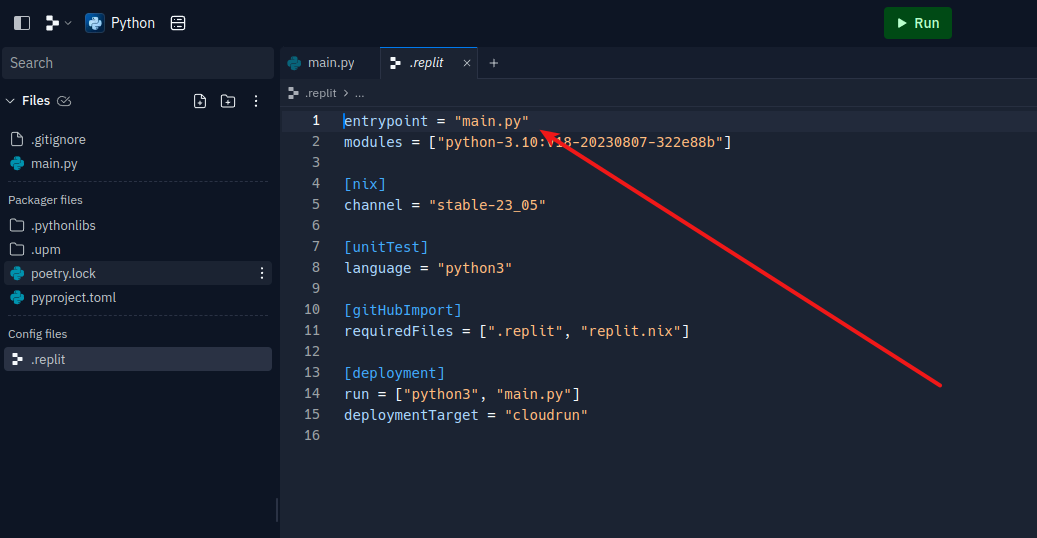 Python
Run
Search
main.py
.replit
Files
.replit > ...
.gitignore
main.py
Packager files
.pythonlibs
.upm
poetry.lock
pyproject.toml
Config files
.replit
1 entrypoint = "main.py"
2 modules = ["python-3.10:v18-20230807-322e88b"]
3
4 [nix]
5 channel = "stable-23_05"
6
7 [unitTest]
8 language = "python3"
9
10 [gitHubImport]
11 requiredFiles = [".replit", "replit.nix"]
12
13 [deployment]
14 run = ["python3", "main.py"]
15 deploymentTarget = "cloudrun"
16